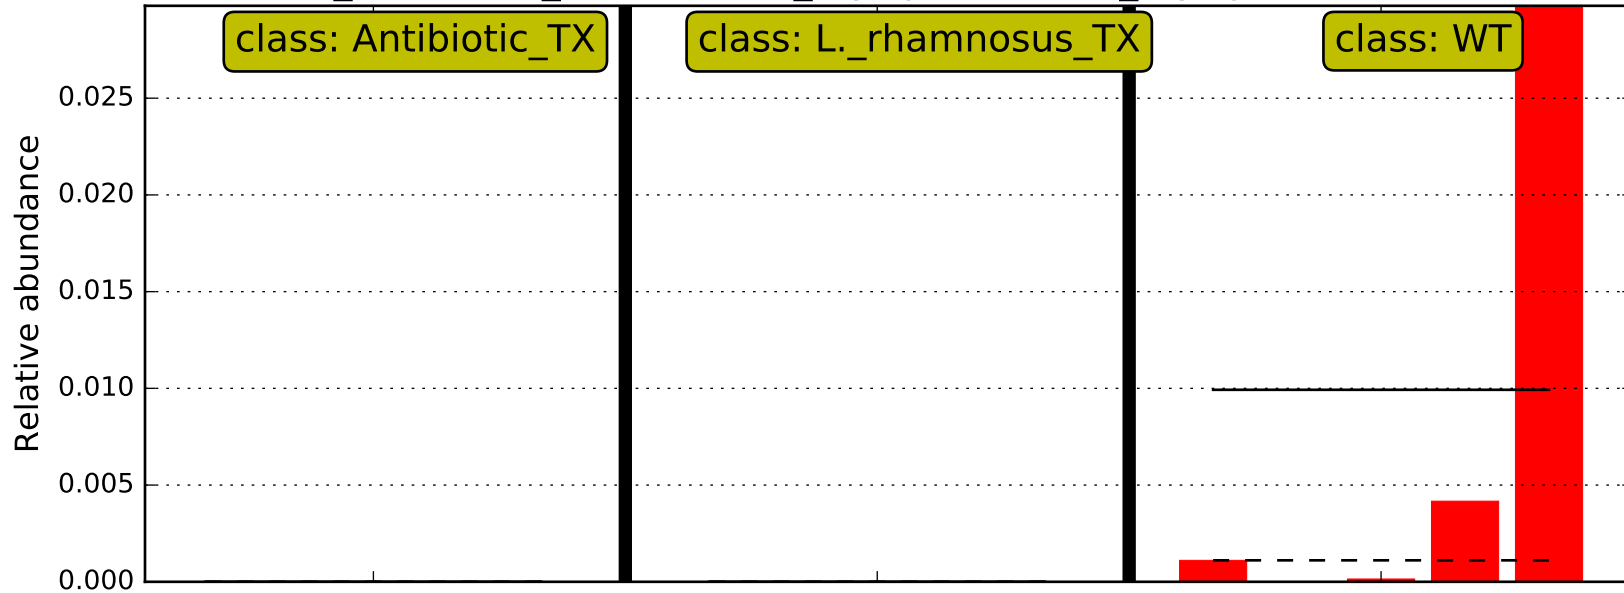 class: Antibiotic_TX
class: L._rhamnosus_TX
class: WT
0.025
0.020
0.015
0.010
0.005
0.000
Relative abundance